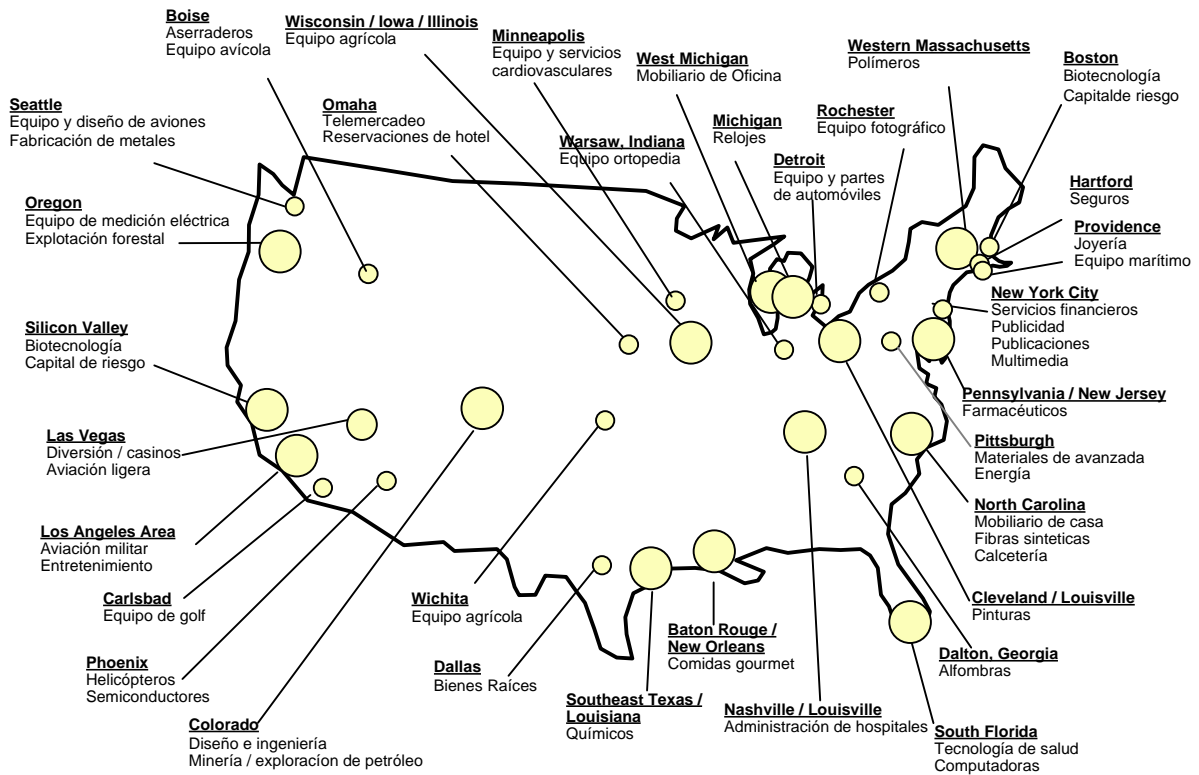 Boise
Aserraderos
Equipo avícola
Wisconsin / Iowa / Illinois
Equipo agrícola
Minneapolis
Equipo y servicios
cardiovasculares
West Michigan
Mobiliario de Oficina
Western Massachusetts
Polímeros
Boston
Biotecnología
Capitalde riesgo
Seattle
Equipo y diseño de aviones
Fabricación de metales
Omaha
Telemercadeo
Reservaciones de hotel
Warsaw, Indiana
Equipo ortopedia
Michigan
Relojes
Detroit
Equipo y partes
de automóviles
Rochester
Equipo fotográfico
Hartford
Seguros
Providence
Joyería
Equipo marítimo
Oregon
Equipo de medición eléctrica
Explotación forestal
New York City
Servicios financieros
Publicidad
Publicaciones
Multimedia
Silicon Valley
Biotecnología
Capital de riesgo
Pennsylvania / New Jersey
Farmacéuticos
Las Vegas
Diversión / casinos
Aviación ligera
Pittsburgh
Materiales de avanzada
Energía
North Carolina
Mobiliario de casa
Fibras sinteticas
Calcetería
Los Angeles Area
Aviación militar
Entretenimiento
Carlsbad
Equipo de golf
Wichita
Equipo agrícola
Cleveland / Louisville
Pinturas
Phoenix
Helicópteros
Semiconductores
Dallas
Bienes Raíces
Baton Rouge /
New Orleans
Comidas gourmet
Dalton, Georgia
Alfombras
Colorado
Diseño e ingeniería
Minería / exploracíon de petróleo
Southeast Texas /
Louisiana
Químicos
Nashville / Louisville
Administración de hospitales
South Florida
Tecnología de salud
Computadoras